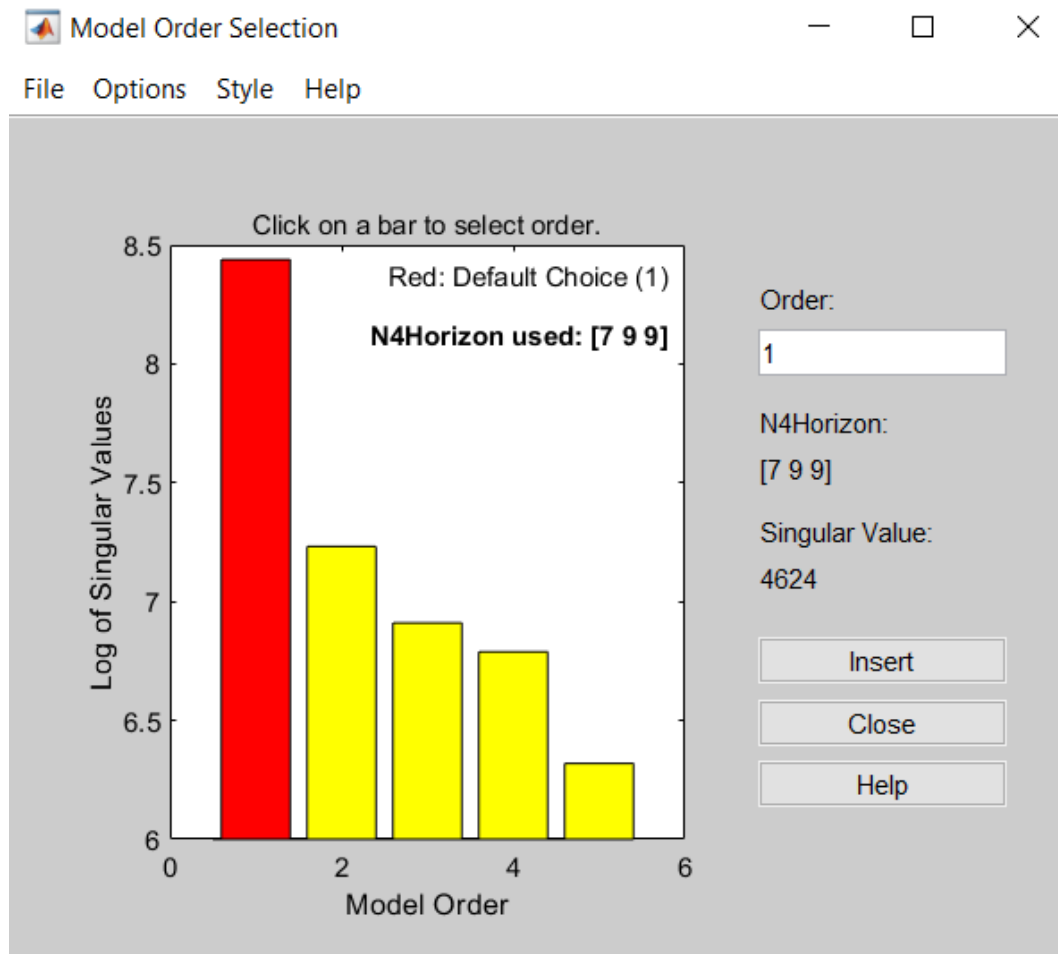 Model Order Selection
File Options Style Help
Click on a bar to select order.
Red: Default Choice (1)
N4Horizon used: [7 9 9]
Log of Singular Values
8.5
8
7.5
7
6.5
6
0 2 4 6
Model Order
Order:
1
N4Horizon:
[7 9 9]
Singular Value:
4624
Insert
Close
Help